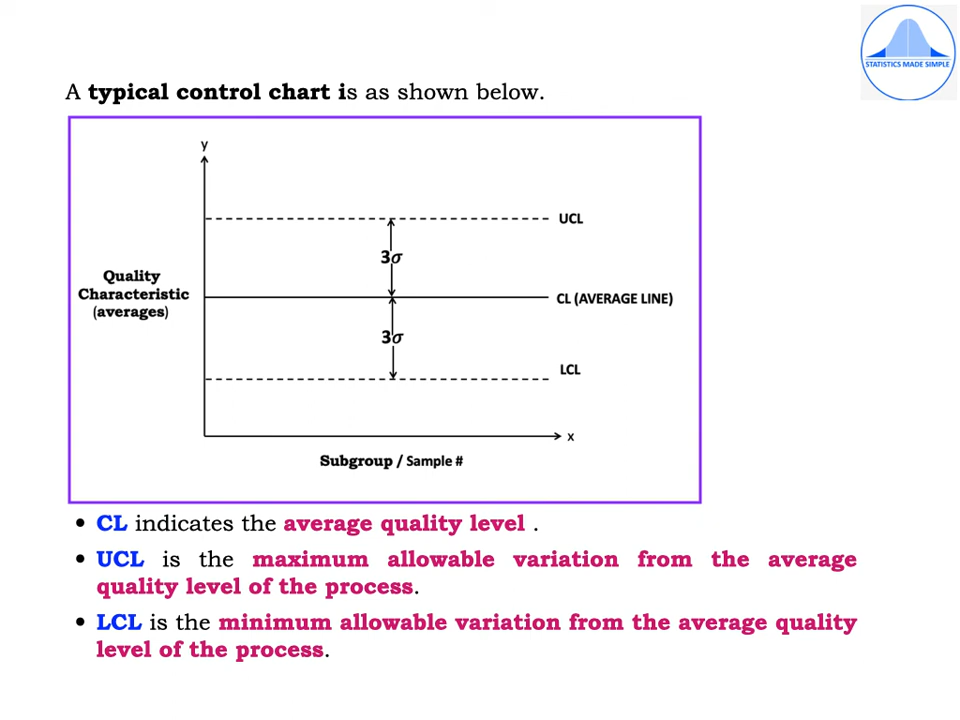 STATISTICS MADE SIMPLE
A typical control chart is as shown below.
y
UCL
3σ
Quality
Characteristic
(averages)
CL (AVERAGE LINE)
3σ
LCL
x
Subgroup / Sample #
• CL indicates the average quality level .
• UCL is the maximum allowable variation from the average
quality level of the process.
• LCL is the minimum allowable variation from the average quality
level of the process.